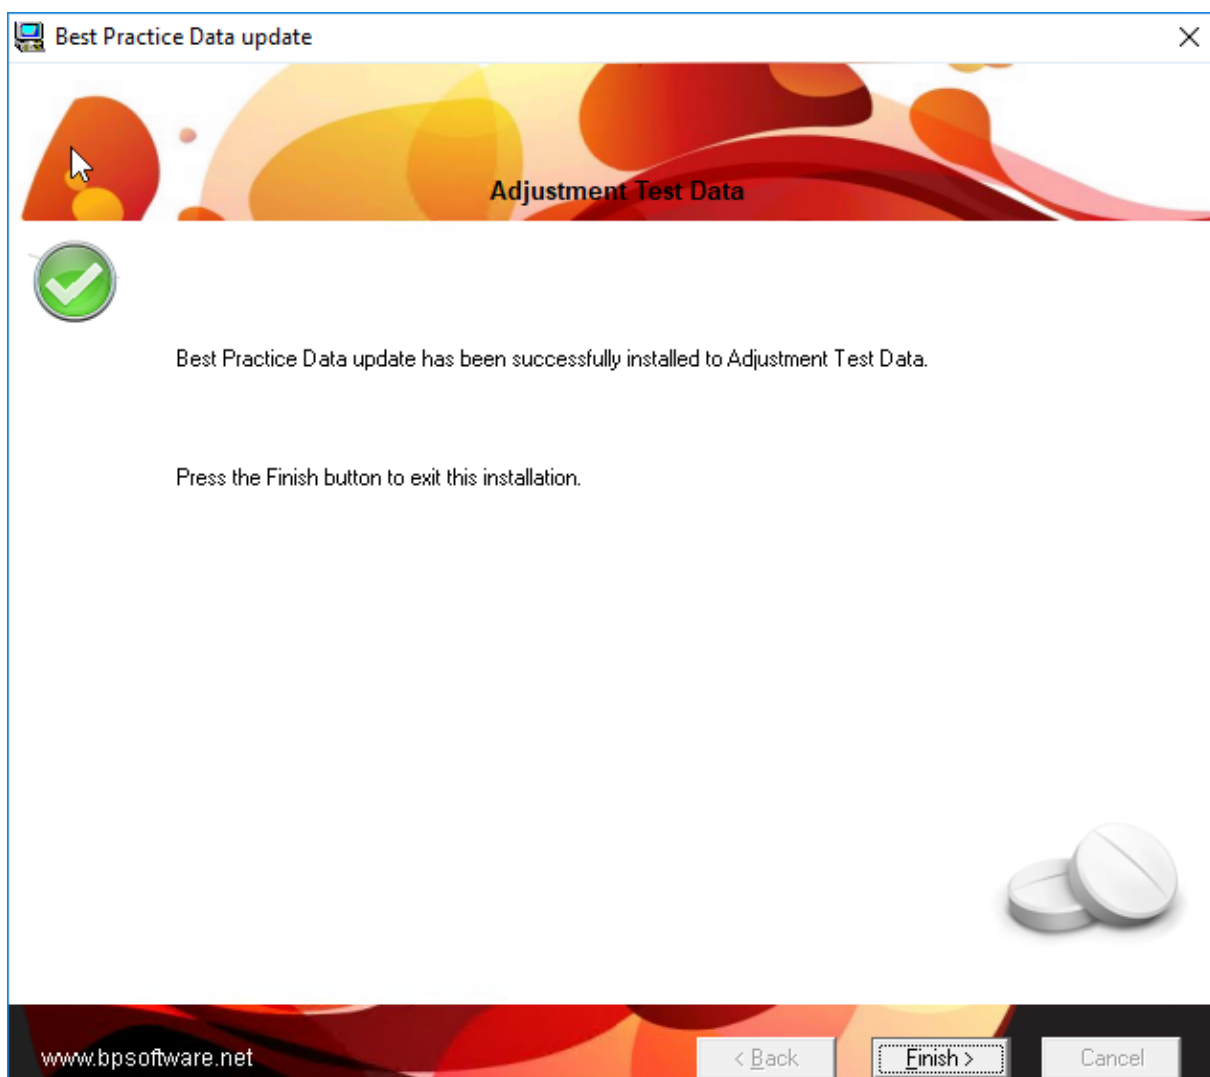 Best Practice Data update
Adjustment Test Data
Best Practice Data update has been successfully installed to Adjustment Test Data.
Press the Finish button to exit this installation.
www.bpsoftware.net
< Back
Finish >
Cancel